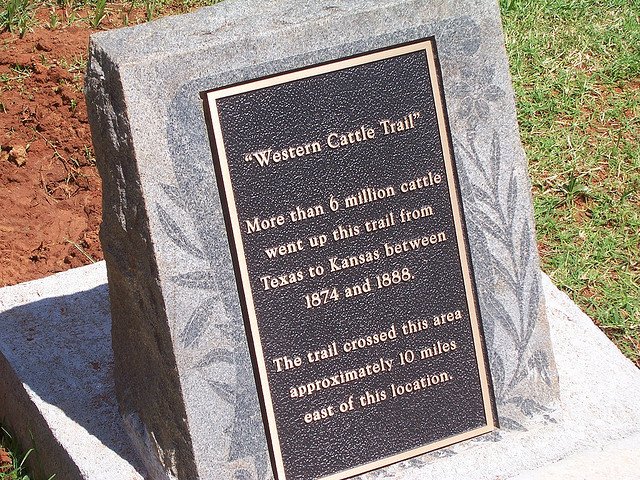 "Western Cattle Trail"
More than 6 million cattle
went up this trail from
Texas to Kansas between
1874 and 1888.
The trail crossed this area
approximately 10 miles
east of this location.